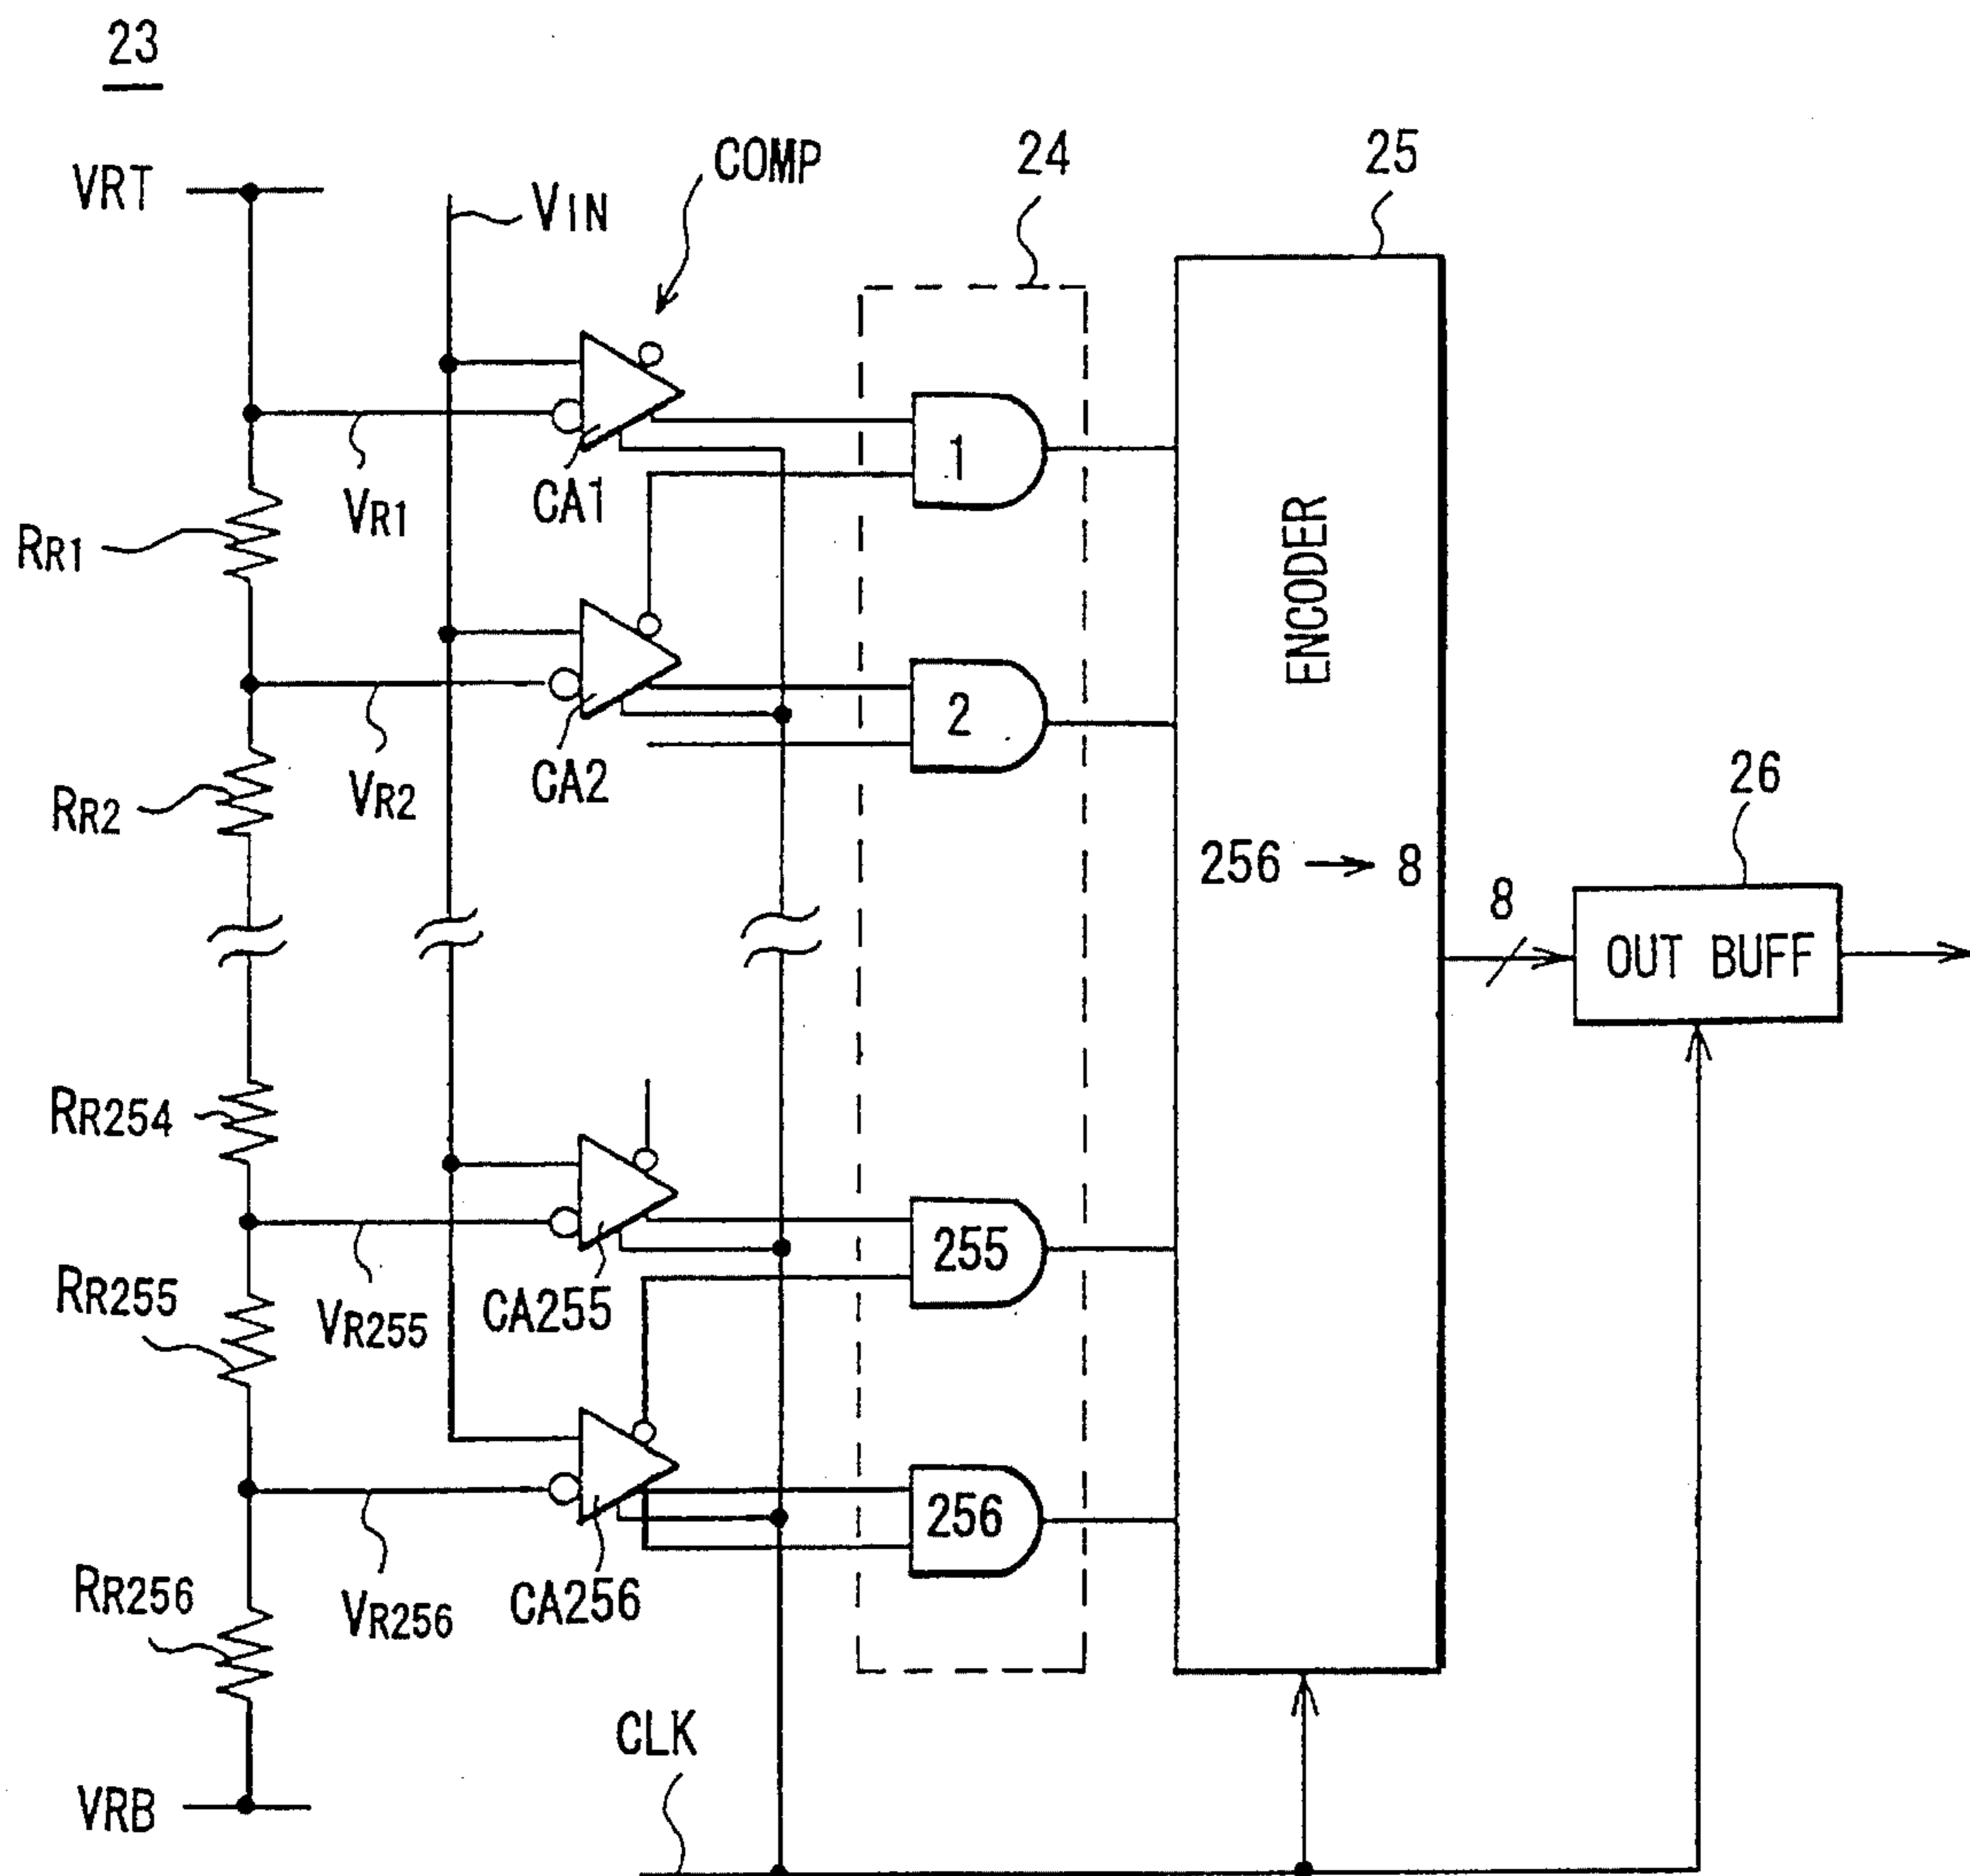 23
VRT
VIN
COMP
24
25
VR1
CA1
1
RR1
ENCODER
2
VR2
CA2
RR2
26
256 → 8
8
OUT BUFF
RR254
255
RR255
VR255
CA255
256
RR256
VR256
CA256
CLK
VRB